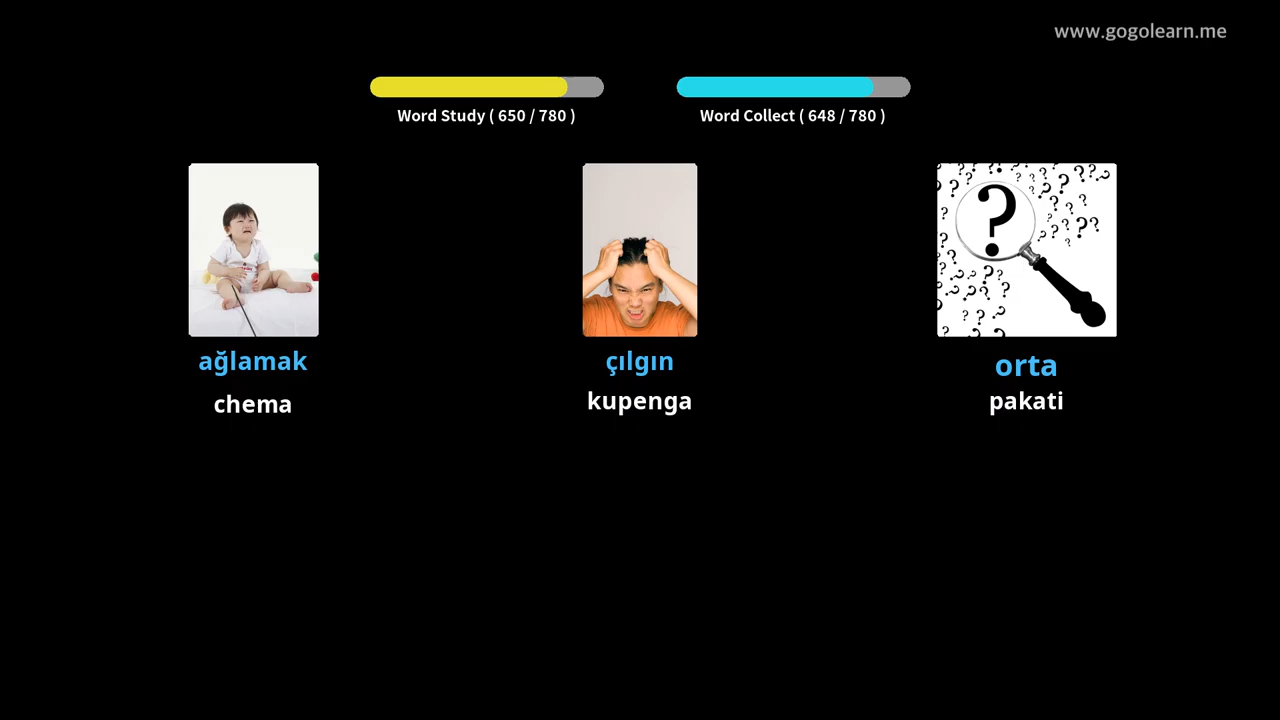 www.gogolearn.me
Word Study ( 650 / 780 )
Word Collect ( 648 / 780 )
ağlamak
çılgın
orta
chema
kupenga
pakati